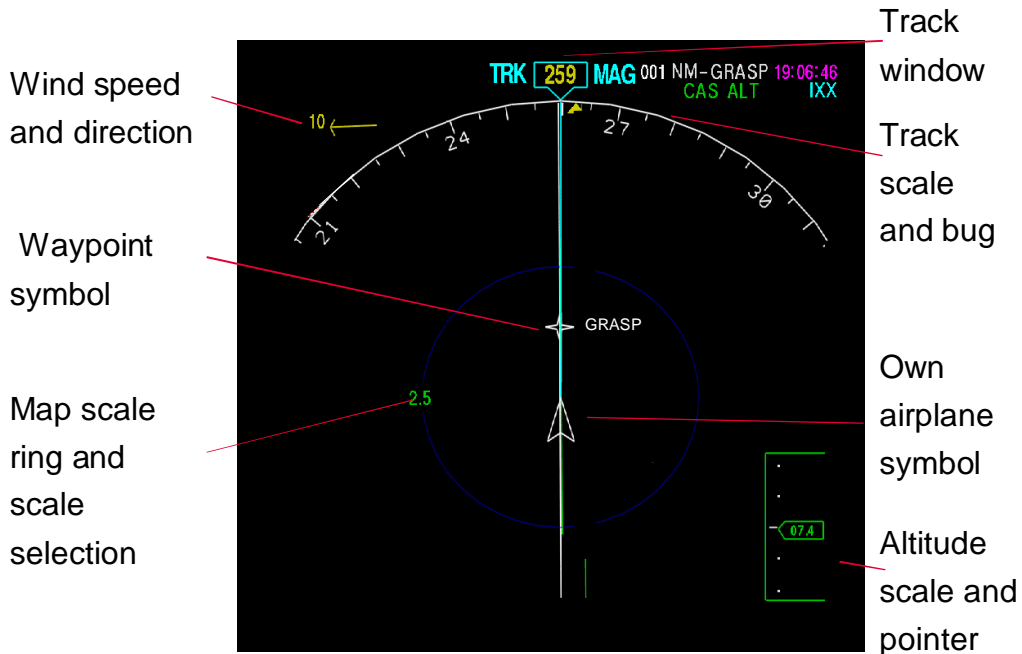 Track
window
TRK 259 MAG 001 NM-GRASP 19:06:46
CAS ALT IXX
Wind speed
and direction
10
24
27
21
30
Track
scale
and bug
Waypoint
symbol
GRASP
Map scale
ring and
scale
selection
2.5
Own
airplane
symbol
07.4
Altitude
scale and
pointer